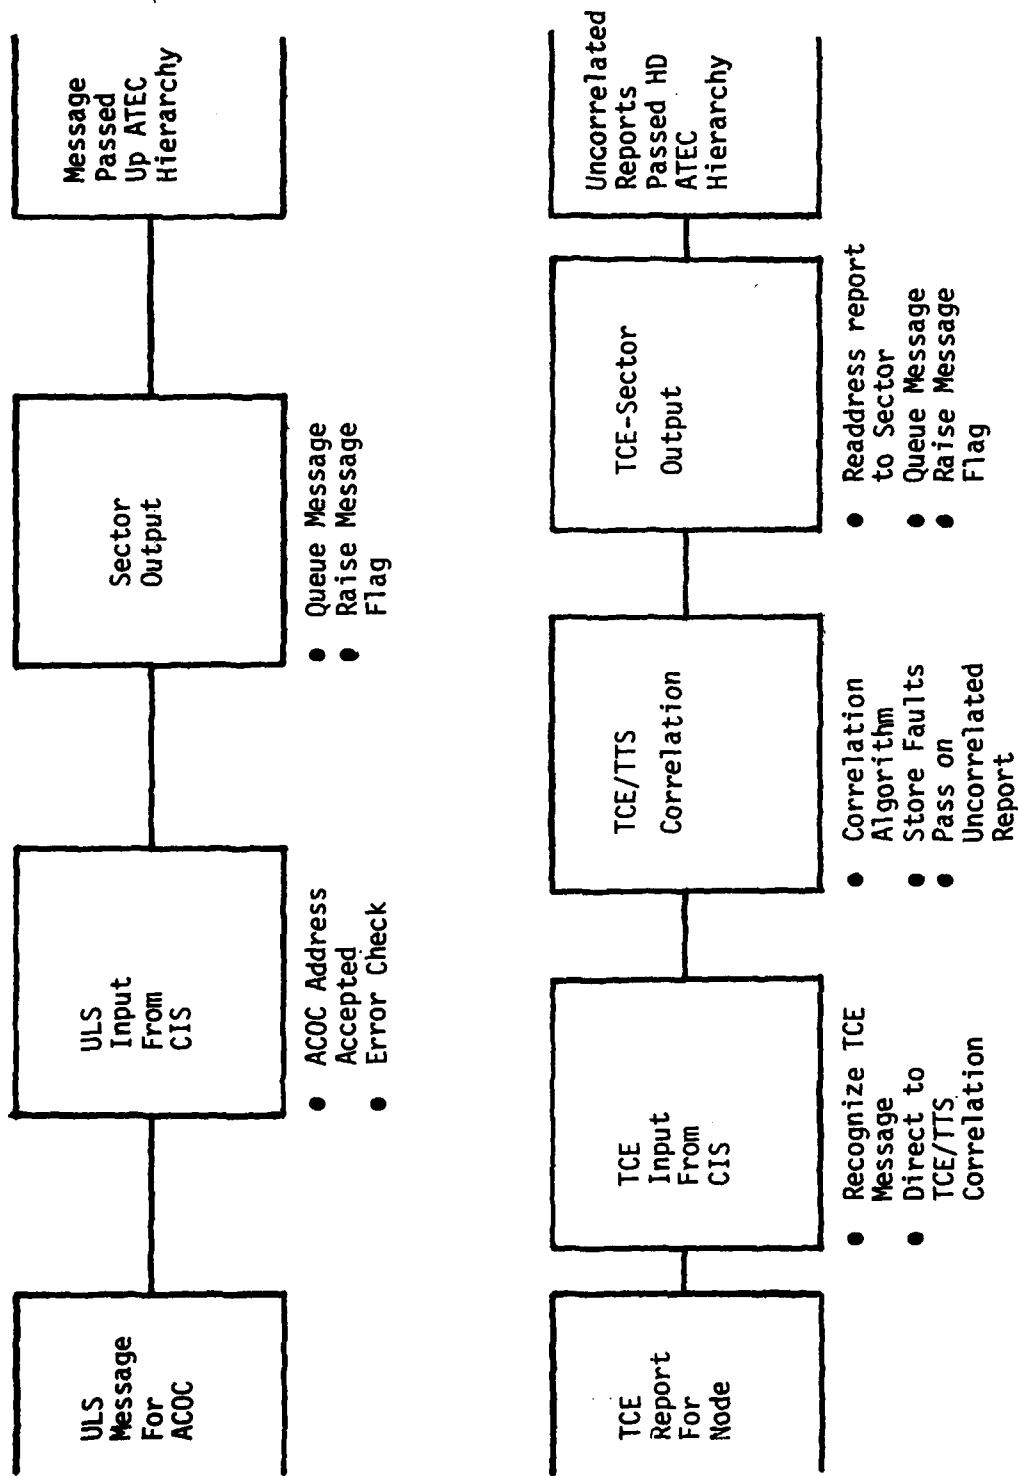 ULS
Message
For
ACOC
ULS
Input
From
CIS
● ACOC Address
Accepted
● Error Check
Sector
Output
● Queue Message
● Raise Message
Flag
Message
Passed
Up ATEC
Hierarchy
TCE
Report
For
Node
TCE
Input
From
CIS
● Recognize TCE
Message
● Direct to
TCE/TTS
Correlation
TCE/TTS
Correlation
● Correlation
Algorithm
● Store Faults
● Pass on
Uncorrelated
Report
TCE-Sector
Output
● Readdress report
to Sector
● Queue Message
● Raise Message
Flag
Uncorrelated
Reports
Passed HD
ATEC
Hierarchy